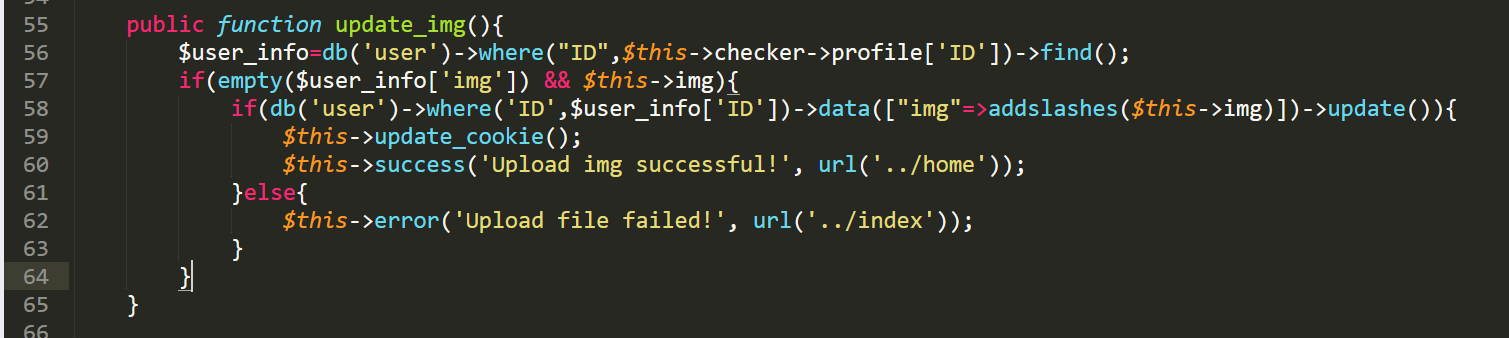 55 public function update_img(){
56 $user_info=db('user')->where("ID",$this->checker->profile['ID'])->find();
57 if(empty($user_info['img']) && $this->img){
58 if(db('user')->where('ID',$user_info['ID'])->data(["img"=>addslashes($this->img)])->update()){
59 $this->update_cookie();
60 $this->success('Upload img successful!', url('../home'));
61 }else{
62 $this->error('Upload file failed!', url('../index'));
63 }
64 }
65 }
66